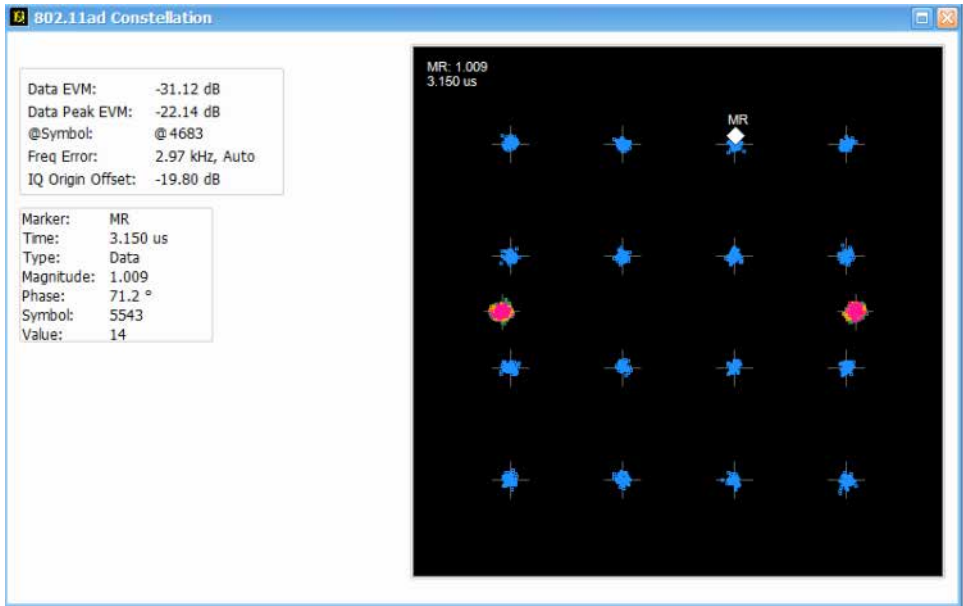 802.11ad Constellation
Data EVM: -31.12 dB
Data Peak EVM: -22.14 dB
@Symbol: @4683
Freq Error: 2.97 kHz, Auto
IQ Origin Offset: -19.80 dB
Marker: MR
Time: 3.150 us
Type: Data
Magnitude: 1.009
Phase: 71.2 °
Symbol: 5543
Value: 14
MR: 1.009
3.150 us
MR